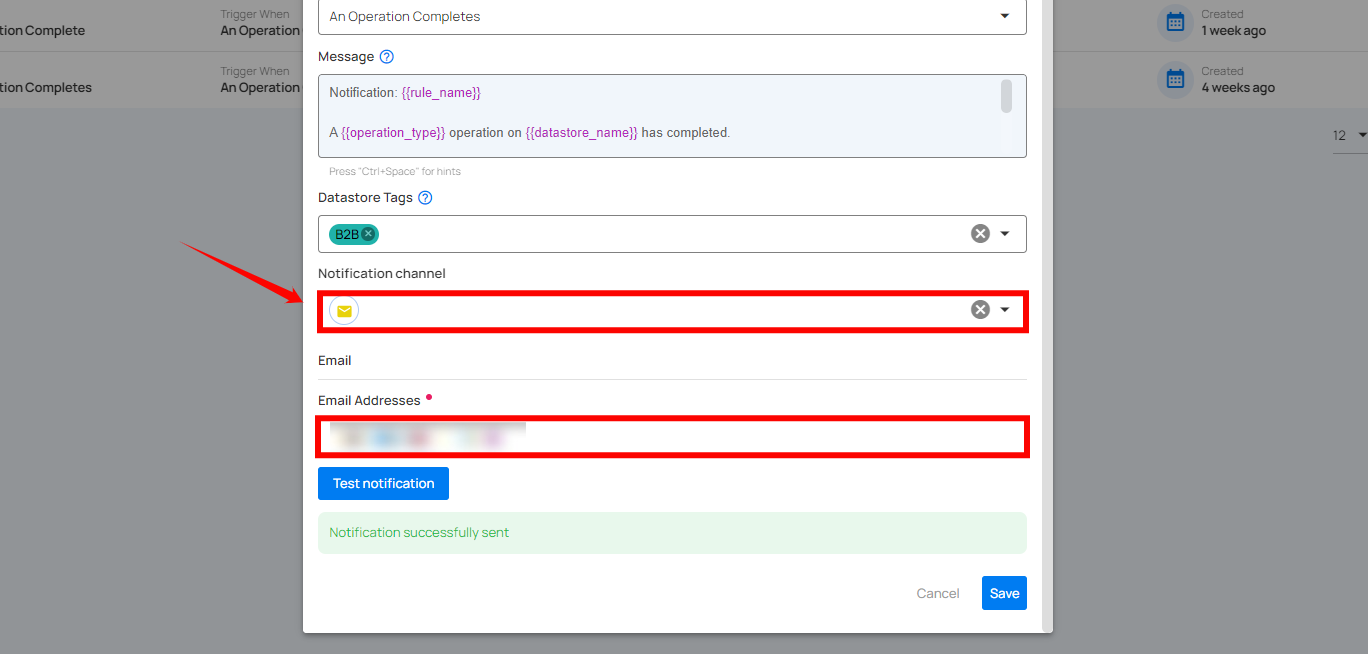 Trigger When
tion Complete
An Operation
Created
1 week ago
Trigger When
tion Completes
An Operation
Created
4 weeks ago
12
An Operation Completes
Message
Notification: {{rule_name}}
A {{operation_type}} operation on {{datastore_name}} has completed.
Press "Ctrl+Space" for hints
Datastore Tags
B2B
Notification channel
Email
Email Addresses
Test notification
Notification successfully sent
Cancel
Save